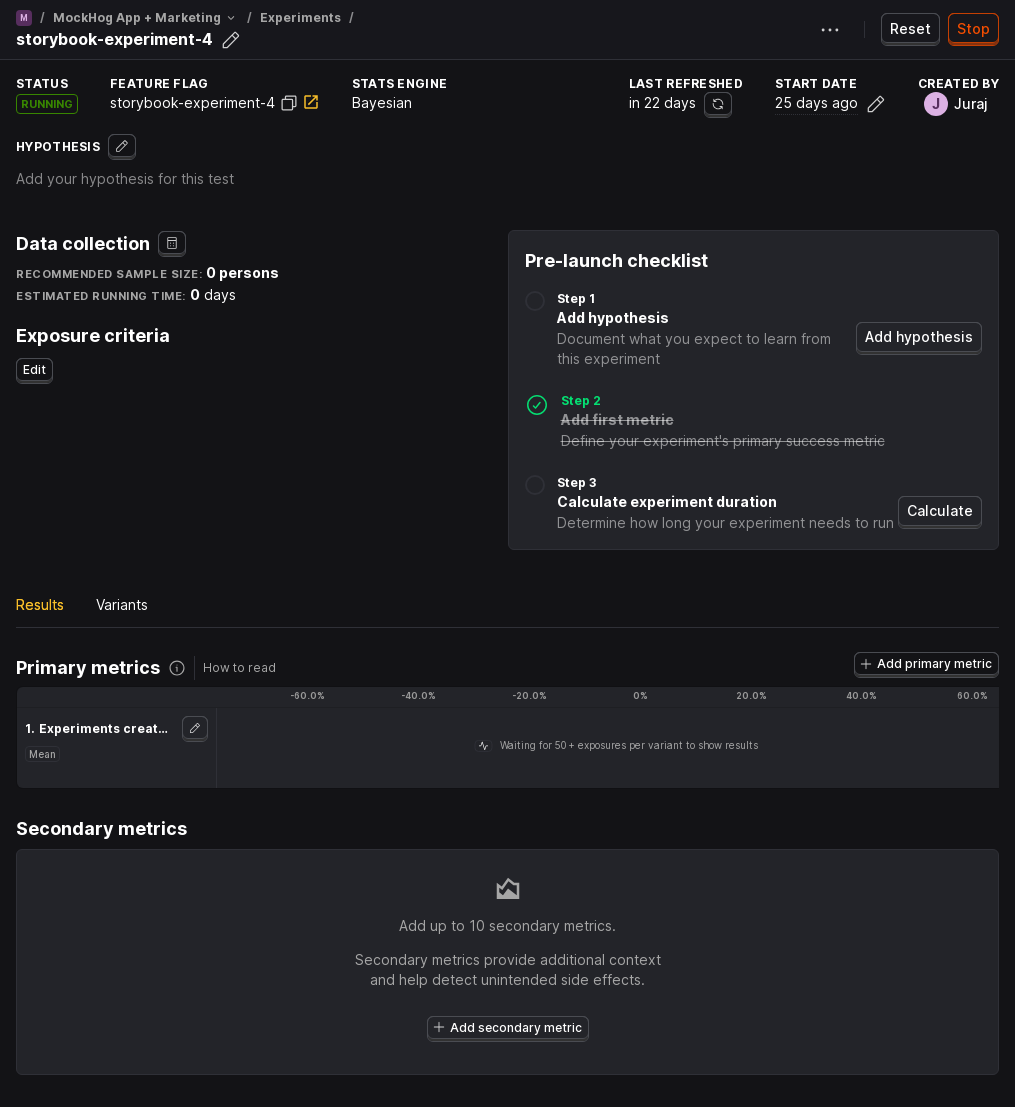 M / MockHog App + Marketing / Experiments /
storybook-experiment-4
Reset
Stop
STATUS
RUNNING
FEATURE FLAG
storybook-experiment-4
STATS ENGINE
Bayesian
LAST REFRESHED
in 22 days
START DATE
25 days ago
CREATED BY
J Juraj
HYPOTHESIS
Add your hypothesis for this test
Data collection
RECOMMENDED SAMPLE SIZE: 0 persons
ESTIMATED RUNNING TIME: 0 days
Exposure criteria
Edit
Pre-launch checklist
Step 1
Add hypothesis
Document what you expect to learn from
this experiment
Add hypothesis
Step 2
Add first metric
Define your experiment's primary success metric
Step 3
Calculate experiment duration
Determine how long your experiment needs to run
Calculate
Results
Variants
Primary metrics
How to read
Add primary metric
-60.0% -40.0% -20.0% 0% 20.0% 40.0% 60.0%
1. Experiments creat...
Mean
Waiting for 50+ exposures per variant to show results
Secondary metrics
Add up to 10 secondary metrics.
Secondary metrics provide additional context
and help detect unintended side effects.
Add secondary metric